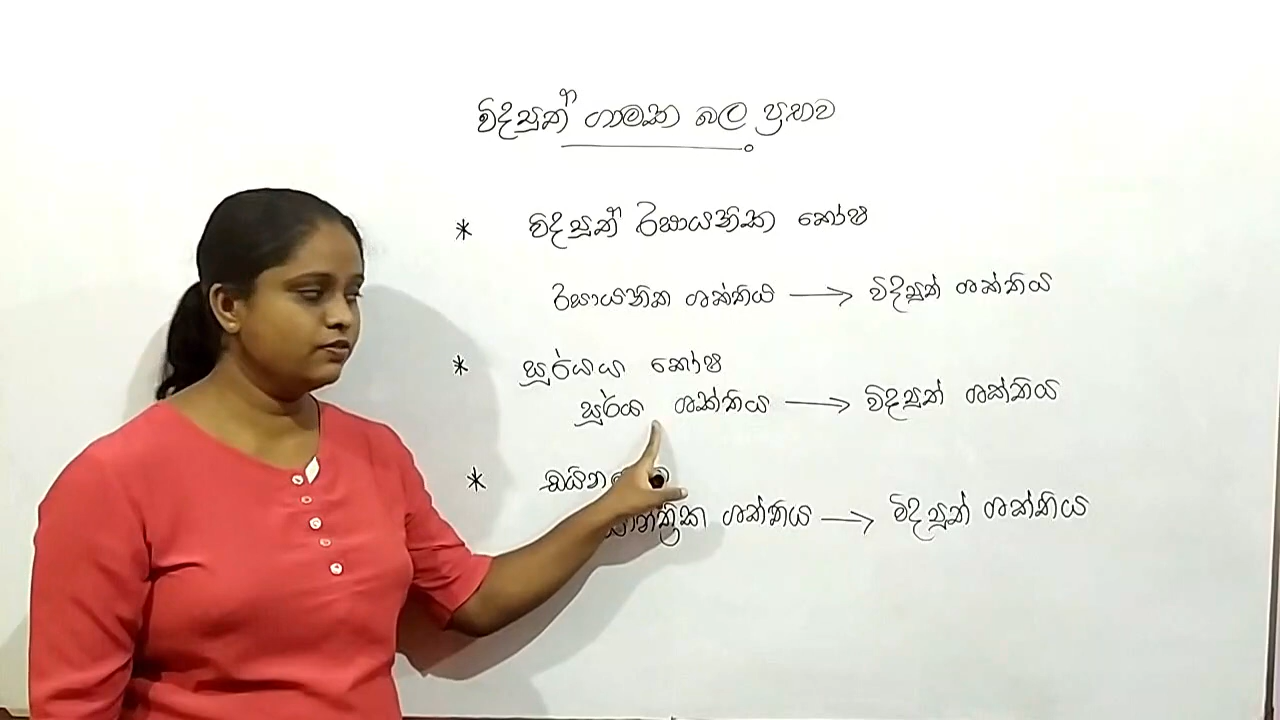 විද්‍යුත් ගාමක බල ප්‍රභව
* විද්‍යුත් රසායනික කෝෂ
රසායනික ශක්තිය → විද්‍යුත් ශක්තිය
* සූර්යය කෝෂ
සූර්ය ශක්තිය → විද්‍යුත් ශක්තිය
*
යාන්ත්‍රික ශක්තිය → විද්‍යුත් ශක්තිය